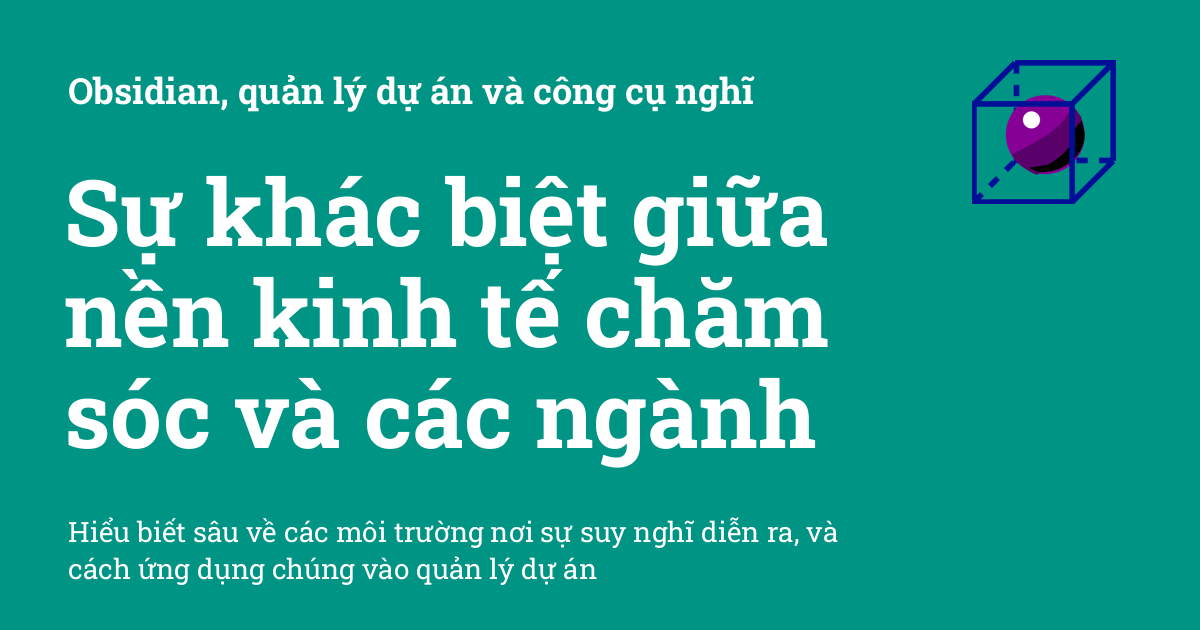 Obsidian, quản lý dự án và công cụ nghĩ
Sự khác biệt giữa
nền kinh tế chăm
sóc và các ngành
Hiểu biết sâu về các môi trường nơi sự suy nghĩ diễn ra, và
cách ứng dụng chúng vào quản lý dự án